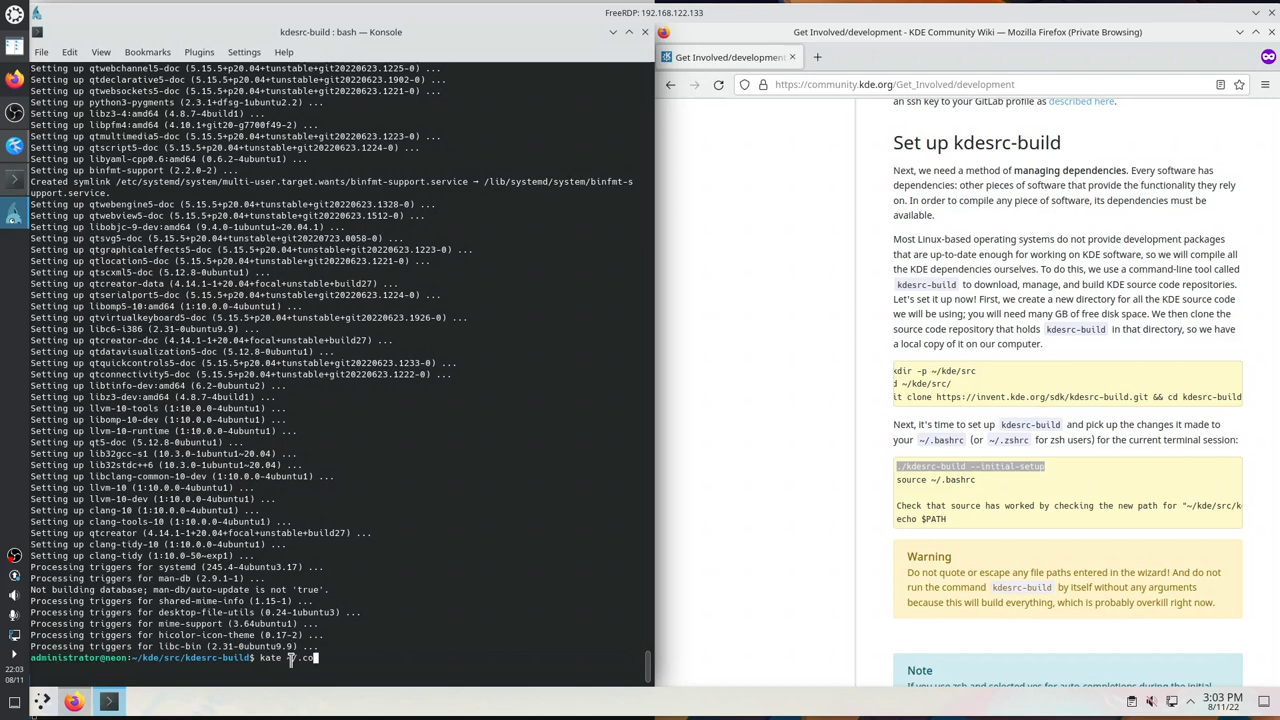 FreeRDP: 192.168.122.133
kdesrc-build : bash — Konsole
File Edit View Bookmarks Plugins Settings Help
Setting up qtwebchannel5-doc (5.15.5+p20.04+tunstable+git20220623.1225-0) ...
Setting up qtdeclarative5-doc (5.15.5+p20.04+tunstable+git20220623.1902-0) ...
Setting up qtwebsockets5-doc (5.15.5+p20.04+tunstable+git20220623.1221-0) ...
Setting up python3-pygments (2.3.1+dfsg-1ubuntu2.2) ...
Setting up libz3-4:amd64 (4.8.7-4build1) ...
Setting up libpfm4:amd64 (4.10.1+git20-g7700f49-2) ...
Setting up qtmultimedia5-doc (5.15.5+p20.04+tunstable+git20220623.1223-0) ...
Setting up qtscript5-doc (5.15.5+p20.04+tunstable+git20220623.1224-0) ...
Setting up libyaml-cpp0.6:amd64 (0.6.2-4ubuntu1) ...
Setting up binfmt-support (2.2.0-2) ...
Created symlink /etc/systemd/system/multi-user.target.wants/binfmt-support.service → /lib/systemd/system/binfmt-s
upport.service.
Setting up qtwebengine5-doc (5.15.5+p20.04+tunstable+git20220623.1328-0) ...
Setting up qtwebview5-doc (5.15.5+p20.04+tunstable+git20220623.1512-0) ...
Setting up libobjc-9-dev:amd64 (9.4.0-1ubuntu1~20.04.1) ...
Setting up qtsvg5-doc (5.15.5+p20.04+tunstable+git20220723.0058-0) ...
Setting up qtgraphicaleffects5-doc (5.15.5+p20.04+tunstable+git20220623.1223-0) ...
Setting up qtlocation5-doc (5.15.5+p20.04+tunstable+git20220623.1221-0) ...
Setting up qtscxml5-doc (5.12.8-0ubuntu1) ...
Setting up qtcreator-data (4.14.1-1+p20.04+focal+unstable+build27) ...
Setting up qtserialport5-doc (5.15.5+p20.04+tunstable+git20220623.1224-0) ...
Setting up libomp5-10:amd64 (1:10.0.0-4ubuntu1) ...
Setting up qtvirtualkeyboard5-doc (5.15.5+p20.04+tunstable+git20220623.1926-0) ...
Setting up libc6-i386 (2.31-0ubuntu9.9) ...
Setting up qtcreator-doc (4.14.1-1+p20.04+focal+unstable+build27) ...
Setting up qtdatavisualization5-doc (5.12.8-0ubuntu1) ...
Setting up qtquickcontrols5-doc (5.15.5+p20.04+tunstable+git20220623.1233-0) ...
Setting up qtconnectivity5-doc (5.15.5+p20.04+tunstable+git20220623.1222-0) ...
Setting up libtinfo-dev:amd64 (6.2-0ubuntu2) ...
Setting up libz3-dev:amd64 (4.8.7-4build1) ...
Setting up llvm-10-tools (1:10.0.0-4ubuntu1) ...
Setting up libomp-10-dev (1:10.0.0-4ubuntu1) ...
Setting up llvm-10-runtime (1:10.0.0-4ubuntu1) ...
Setting up qt5-doc (5.12.8-0ubuntu1) ...
Setting up lib32gcc-s1 (10.3.0-1ubuntu1~20.04) ...
Setting up lib32stdc++6 (10.3.0-1ubuntu1~20.04) ...
Setting up libclang-common-10-dev (1:10.0.0-4ubuntu1) ...
Setting up llvm-10 (1:10.0.0-4ubuntu1) ...
Setting up llvm-10-dev (1:10.0.0-4ubuntu1) ...
Setting up clang-10 (1:10.0.0-4ubuntu1) ...
Setting up clang-tools-10 (1:10.0.0-4ubuntu1) ...
Setting up qtcreator (4.14.1-1+p20.04+focal+unstable+build27) ...
Setting up clang-tidy-10 (1:10.0.0-4ubuntu1) ...
Setting up clang-tidy (1:10.0-50~exp1) ...
Processing triggers for systemd (245.4-4ubuntu3.17) ...
Processing triggers for man-db (2.9.1-1) ...
Not building database; man-db/auto-update is not 'true'.
Processing triggers for shared-mime-info (1.15-1) ...
Processing triggers for desktop-file-utils (0.24-1ubuntu3) ...
Processing triggers for mime-support (3.64ubuntu1) ...
Processing triggers for hicolor-icon-theme (0.17-2) ...
Processing triggers for libc-bin (2.31-0ubuntu9.9) ...
administrator@neon:~/kde/src/kdesrc-build$ kate ~/.co
Get Involved/development - KDE Community Wiki — Mozilla Firefox (Private Browsing)
Get Involved/development
https://community.kde.org/Get_Involved/development
an ssh key to your GitLab profile as described here.
Set up kdesrc-build
Next, we need a method of managing dependencies. Every software has
dependencies: other pieces of software that provide the functionality they
rely on. In order to compile any piece of software, its dependencies must be
available.
Most Linux-based operating systems do not provide development packages
that are up-to-date enough for working on KDE software, so we will compile all
the KDE dependencies ourselves. To do this, we use a command-line tool called
kdesrc-build to download, manage, and build KDE source code repositories.
Let's set it up now! First, we create a new directory for all the KDE source code
we will be using; you will need many GB of free disk space. We then clone the
source code repository that holds kdesrc-build in that directory, so we have
a local copy of it on our computer.
kdir -p ~/kde/src
d ~/kde/src/
it clone https://invent.kde.org/sdk/kdesrc-build.git && cd kdesrc-build
Next, it's time to set up kdesrc-build and pick up the changes it made to
your ~/.bashrc (or ~/.zshrc for zsh users) for the current terminal session:
./kdesrc-build --initial-setup
source ~/.bashrc
Check that source has worked by checking the new path for "~/kde/src/k
echo $PATH
Warning
Do not quote or escape any file paths entered in the wizard! And do not
run the command kdesrc-build by itself without any arguments
because this will build everything, which is probably overkill right now.
Note
If you use zsh and selected yes for auto-completions during the initial
22:03
08/11
3:03 PM
8/11/22